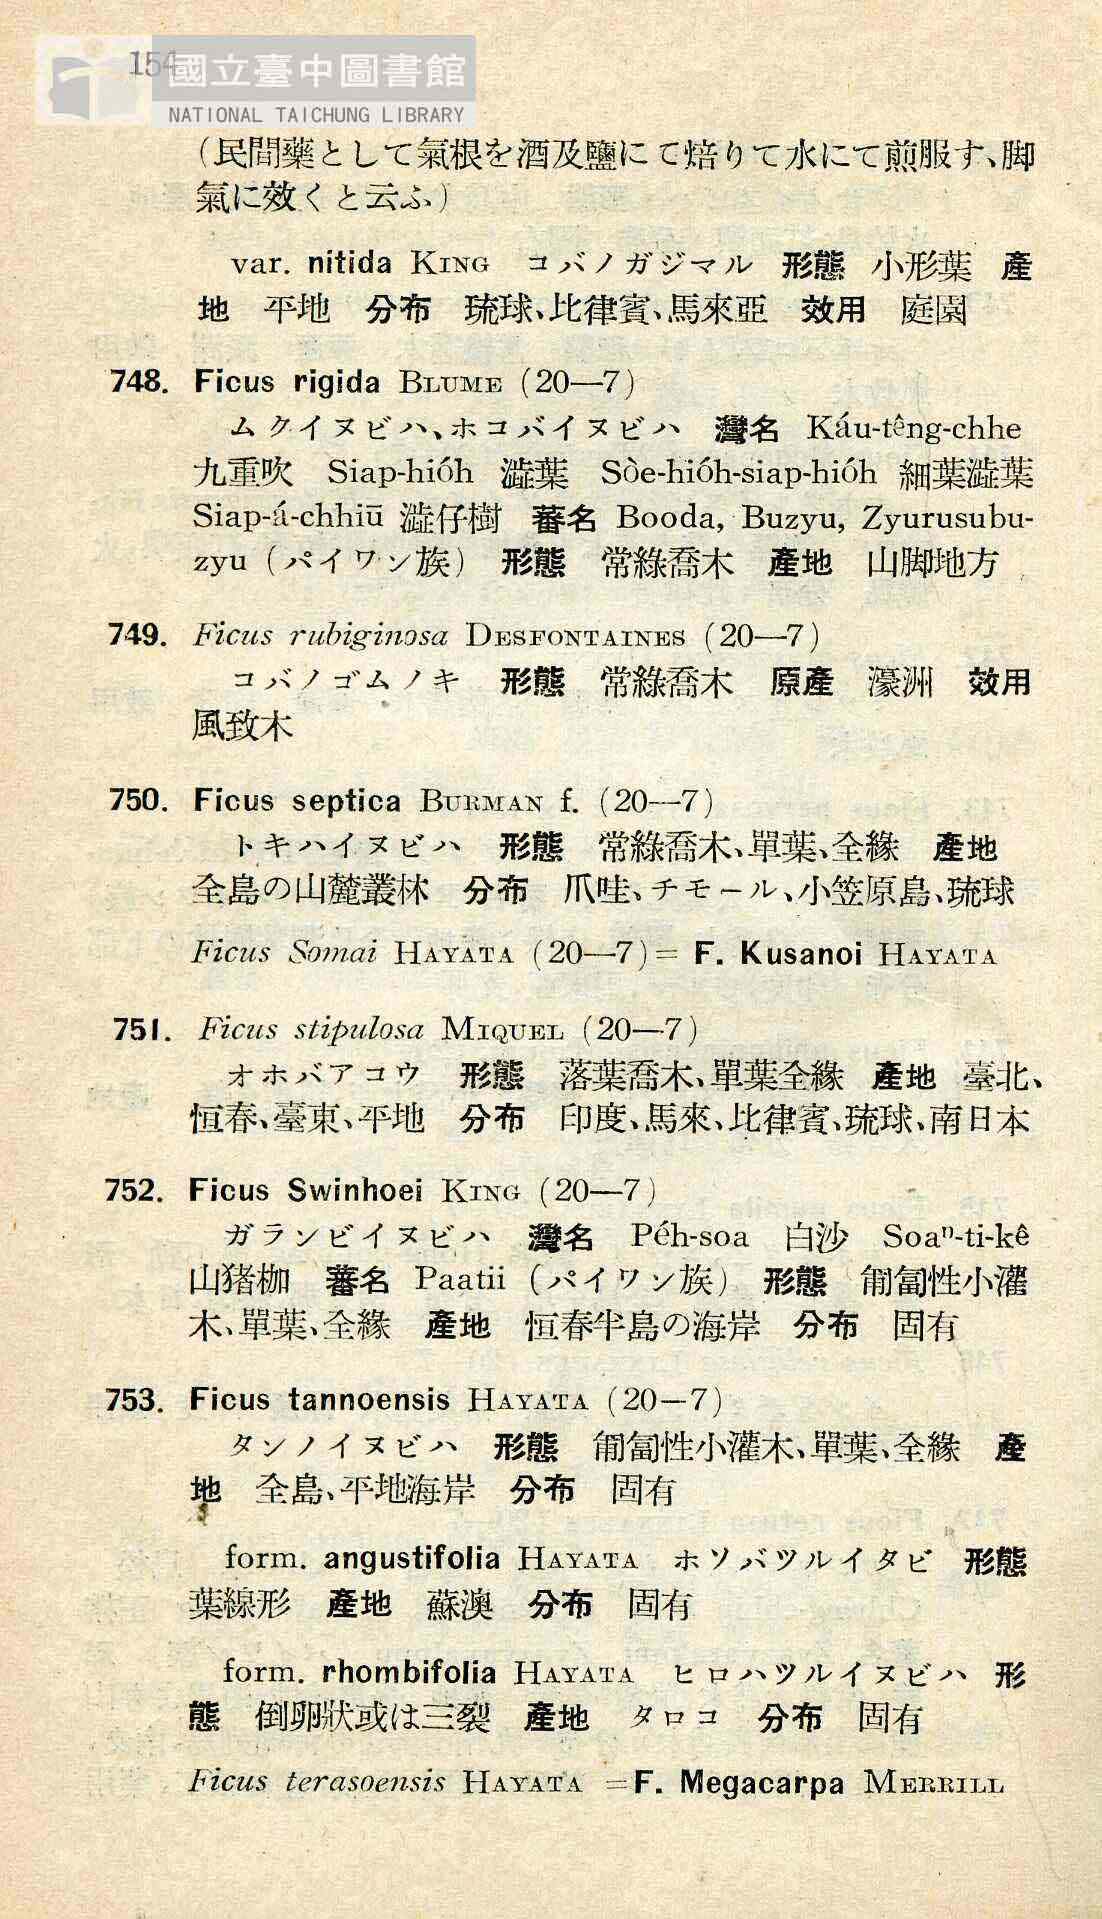 154
國立臺中圖書館
NATIONAL TAICHUNG LIBRARY
(民間藥として氣根を酒及鹽にて焙りて水にて煎服す、脚
氣に效くと云ふ)
var. nitida KING コバノガジマル 形態 小形葉 產
地 平地 分布 琉球、比律賓、馬來亞 效用 庭園
748. Ficus rigida BLUME (20—7)
ムクイヌビハ、ホコバイヌビハ 灣名 Káu-têng-chhe
九重吹 Siap-hióh 澁葉 Sòe-hióh-siap-hióh 細葉澁葉
Siap-á-chhiū 澁仔樹 蕃名 Booda, Buzyu, Zyurusubu-
zyu (パイワン族) 形態 常綠喬木 產地 山脚地方
749. Ficus rubiginosa DESFONTAINES (20—7)
コバノゴムノキ 形態 常綠喬木 原產 濠洲 效用
風致木
750. Ficus septica BURMAN f. (20—7)
トキハイヌビハ 形態 常綠喬木、單葉、全緣 產地
全島の山麓叢林 分布 爪哇、チモール、小笠原島、琉球
Ficus Somai HAYATA (20—7)= F. Kusanoi HAYATA
751. Ficus stipulosa MIQUEL (20—7)
オホバアコウ 形態 落葉喬木、單葉全緣 產地 臺北、
恒春、臺東、平地 分布 印度、馬來、比律賓、琉球、南日本
752. Ficus Swinhoei KING (20—7)
ガランビイヌビハ 灣名 Péh-soa 白沙 Soaⁿ-ti-kê
山猪枷 蕃名 Paatii (パイワン族) 形態 匍匐性小灌
木、單葉、全緣 產地 恒春半島の海岸 分布 固有
753. Ficus tannoensis HAYATA (20—7)
タンノイヌビハ 形態 匍匐性小灌木、單葉、全緣 產
地 全島、平地海岸 分布 固有
form. angustifolia HAYATA ホソバツルイタビ 形態
葉線形 產地 蘇澳 分布 固有
form. rhombifolia HAYATA ヒロハツルイヌビハ 形
態 倒卵狀或は三裂 產地 タロコ 分布 固有
Ficus terasoensis HAYATA =F. Megacarpa MERRILL